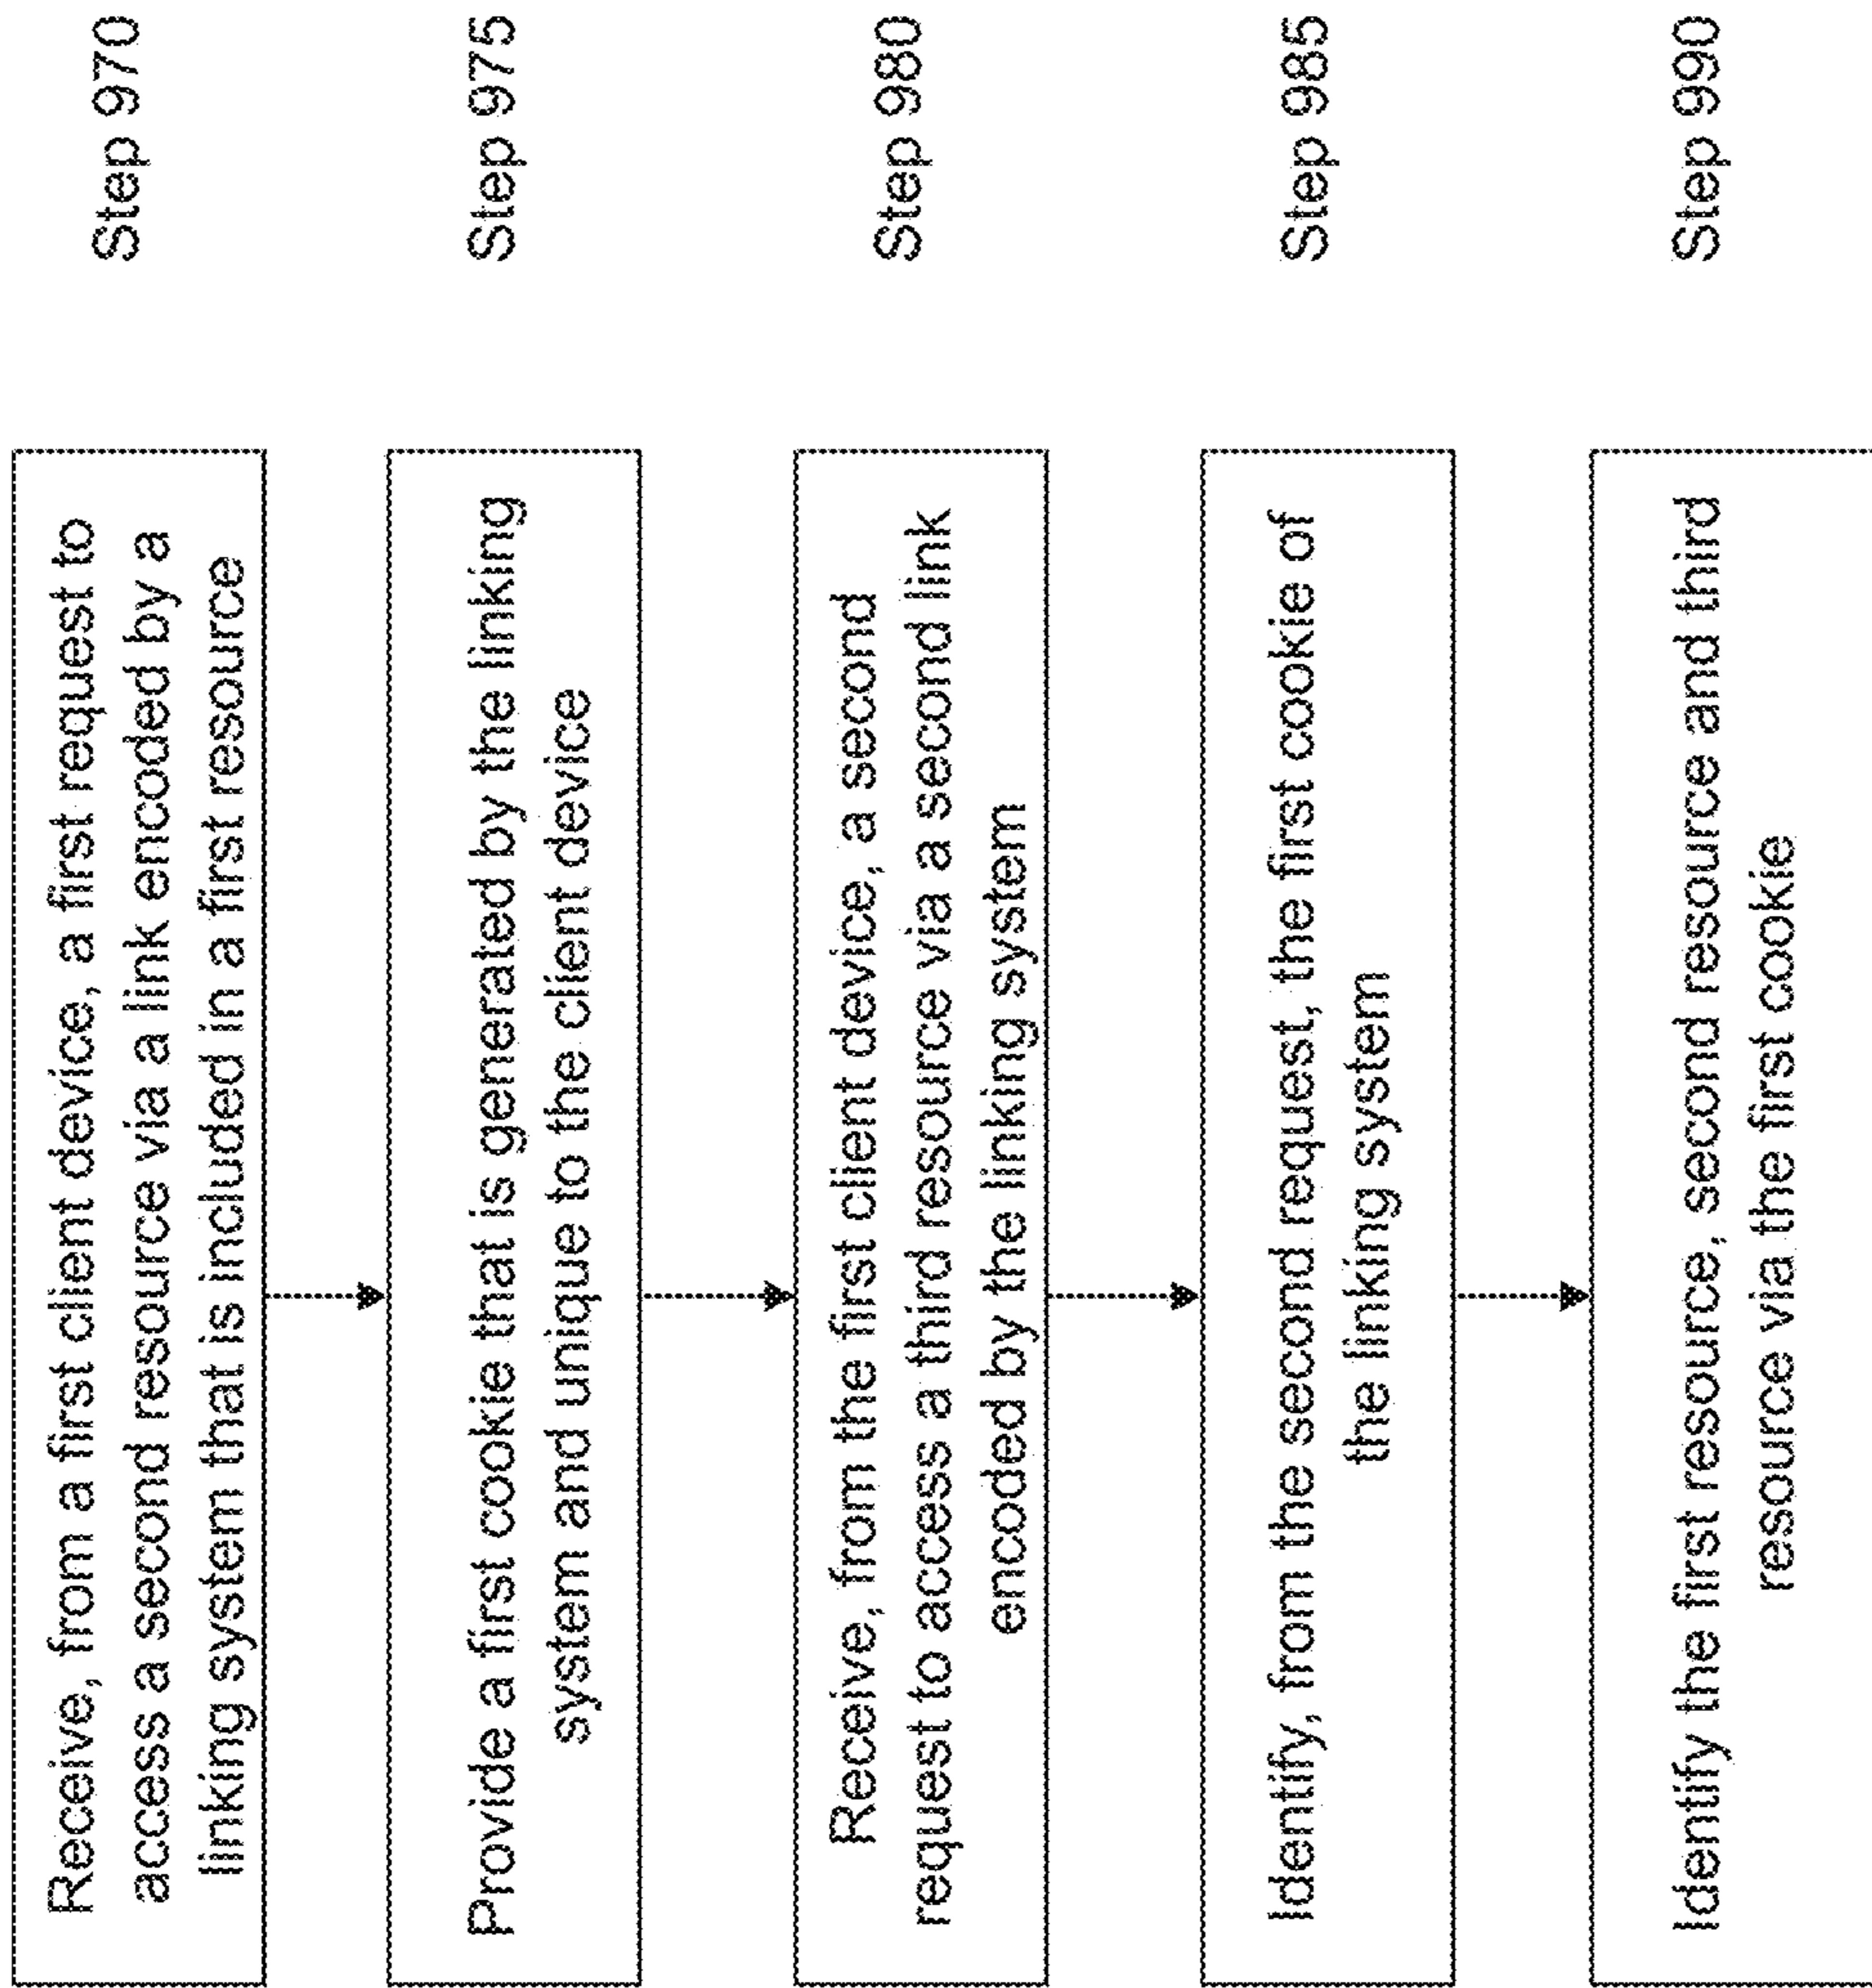 Receive, from a first client device, a first request to
access a second resource via a link encoded by a
linking system that is included in a first resource
Step 970
Provide a first cookie that is generated by the linking
system and unique to the client device
Step 975
Receive, from the first client device, a second
request to access a third resource via a second link
encoded by the linking system
Step 980
Identify, from the second request, the first cookie of
the linking system
Step 985
Identify the first resource, second resource and third
resource via the first cookie
Step 990